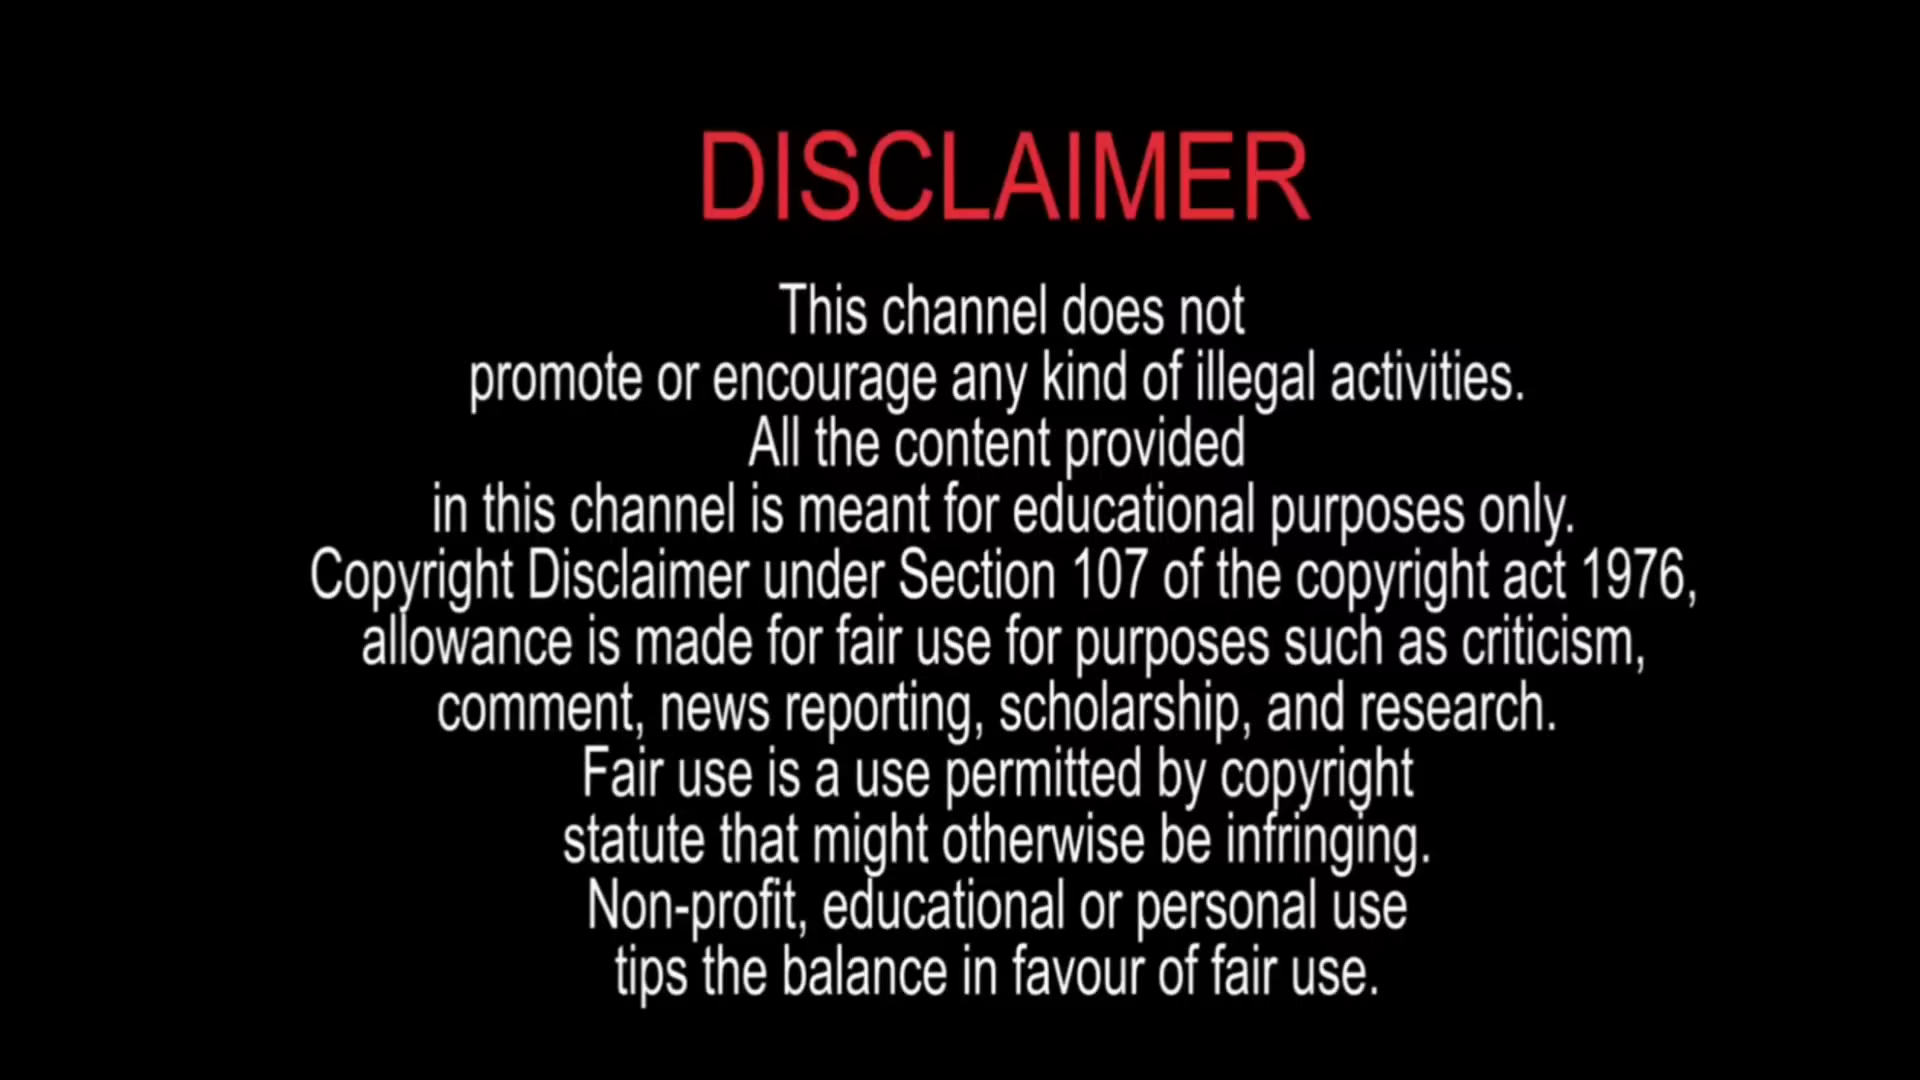 DISCLAIMER
This channel does not
promote or encourage any kind of illegal activities.
All the content provided
in this channel is meant for educational purposes only.
Copyright Disclaimer under Section 107 of the copyright act 1976,
allowance is made for fair use for purposes such as criticism,
comment, news reporting, scholarship, and research.
Fair use is a use permitted by copyright
statute that might otherwise be infringing.
Non-profit, educational or personal use
tips the balance in favour of fair use.